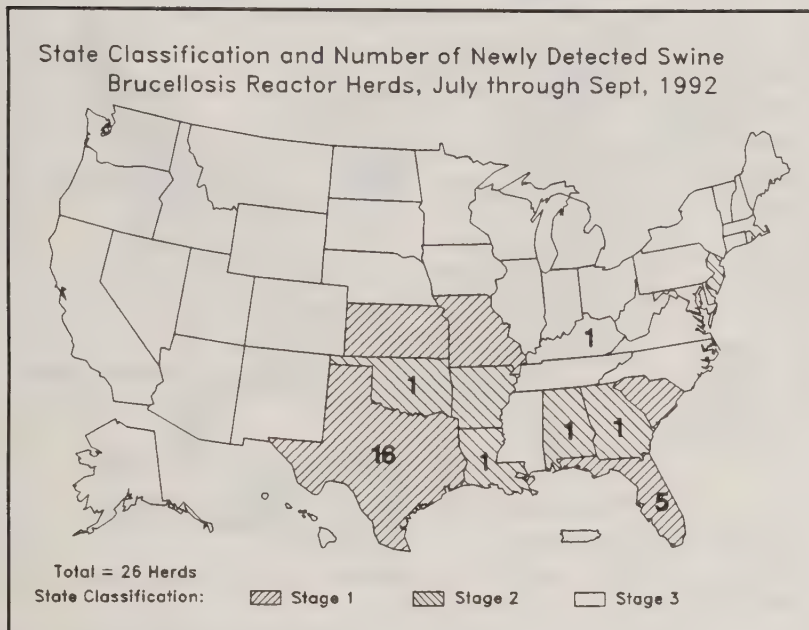 State Classification and Number of Newly Detected Swine
Brucellosis Reactor Herds, July through Sept, 1992
1
1
1
1
16
1
5
Total = 26 Herds
State Classification: Stage 1 Stage 2 Stage 3